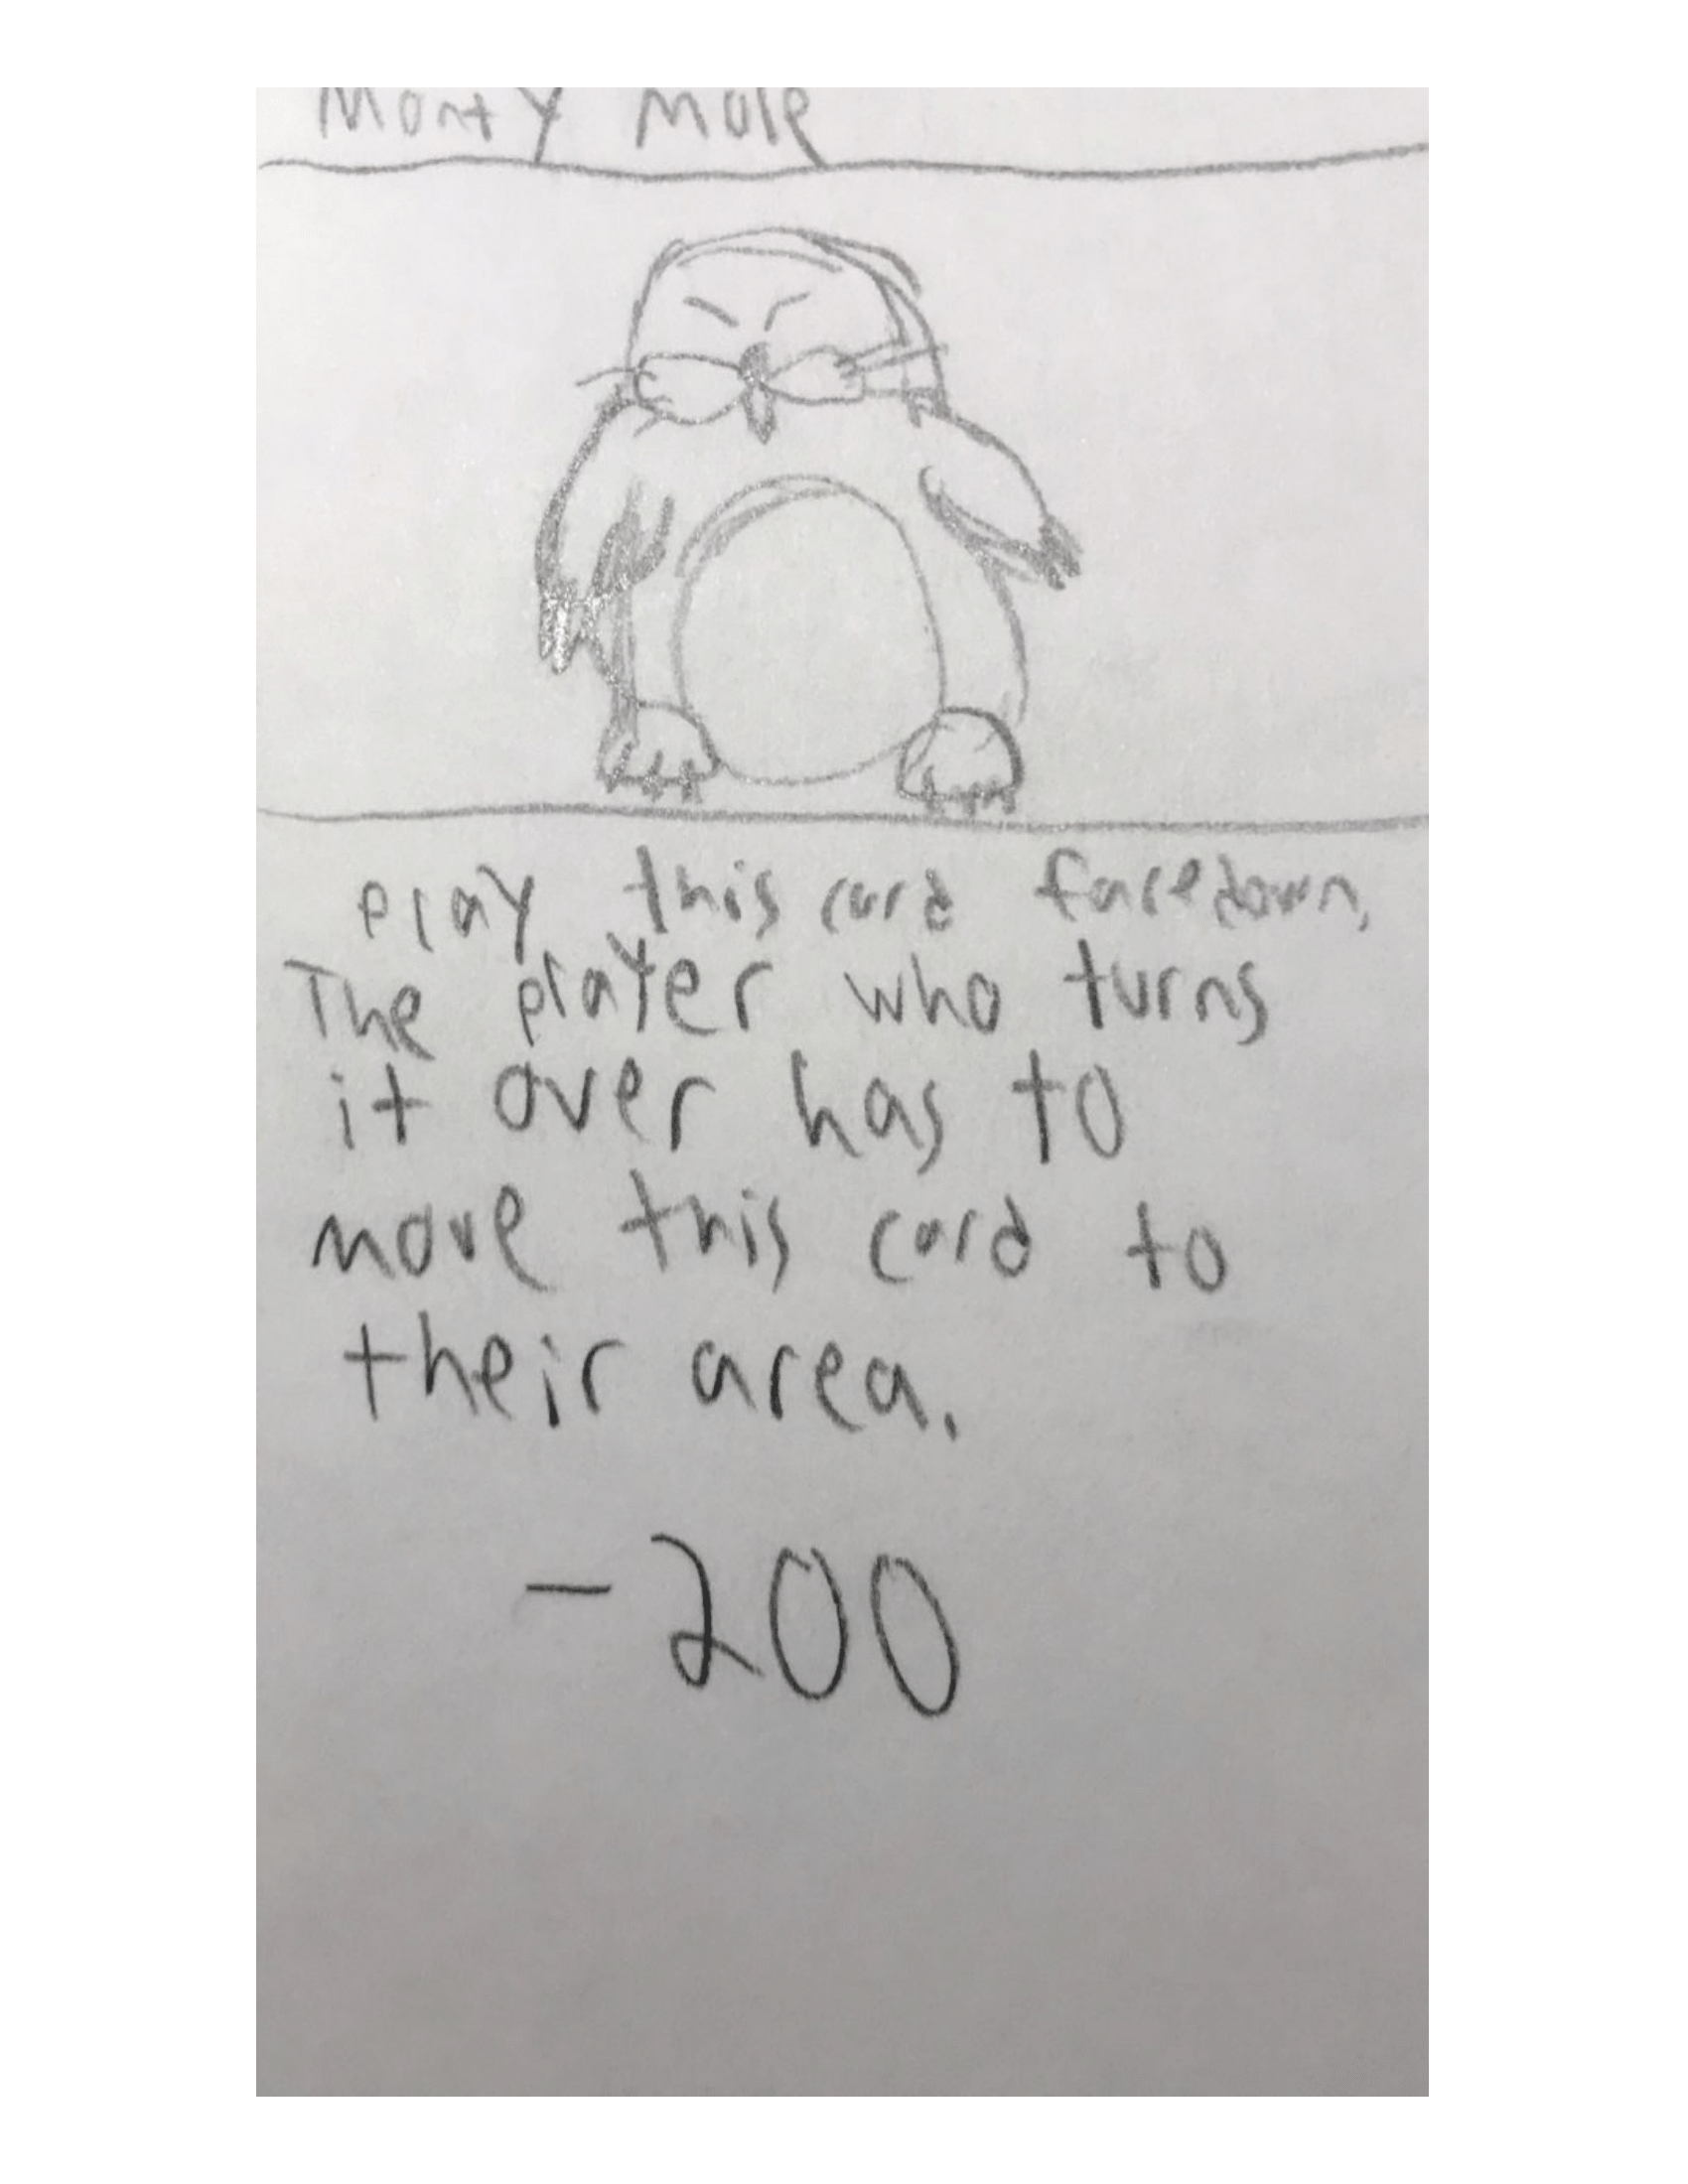 Monty Mole
Play this card facedown,
The player who turns
it over has to
move this card to
their area.
-200